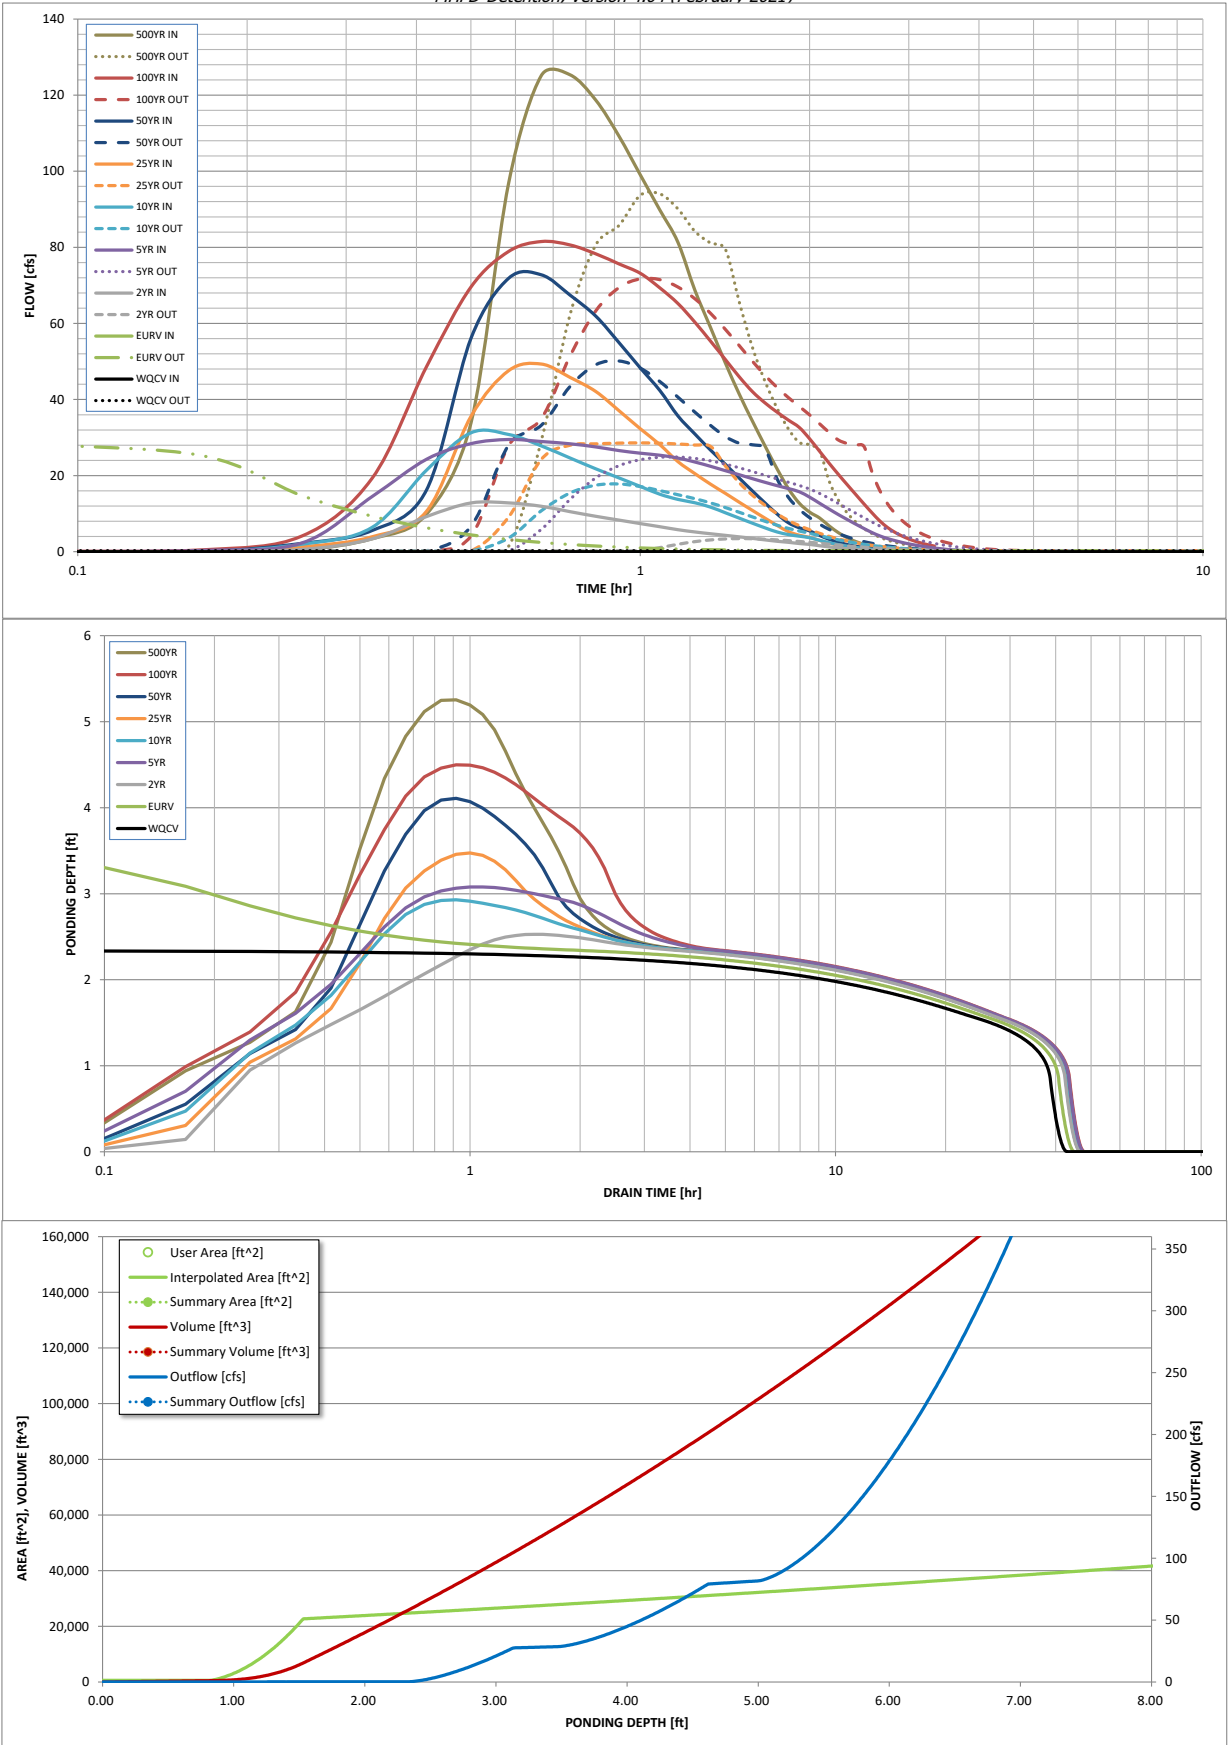 MHFD-Detention, Version 4.04 (February 2021)
140
120
100
80
60
40
20
0
FLOW [cfs]
500YR IN
500YR OUT
100YR IN
100YR OUT
50YR IN
50YR OUT
25YR IN
25YR OUT
10YR IN
10YR OUT
5YR IN
5YR OUT
2YR IN
2YR OUT
EURV IN
EURV OUT
WQCV IN
WQCV OUT
0.1 1 10
TIME [hr]
6
5
4
3
2
1
0
PONDING DEPTH [ft]
500YR
100YR
50YR
25YR
10YR
5YR
2YR
EURV
WQCV
0.1 1 10 100
DRAIN TIME [hr]
160,000
140,000
120,000
100,000
80,000
60,000
40,000
20,000
0
AREA [ft^2], VOLUME [ft^3]
User Area [ft^2]
Interpolated Area [ft^2]
Summary Area [ft^2]
Volume [ft^3]
Summary Volume [ft^3]
Outflow [cfs]
Summary Outflow [cfs]
350
300
250
200
150
100
50
0
OUTFLOW [cfs]
0.00 1.00 2.00 3.00 4.00 5.00 6.00 7.00 8.00
PONDING DEPTH [ft]